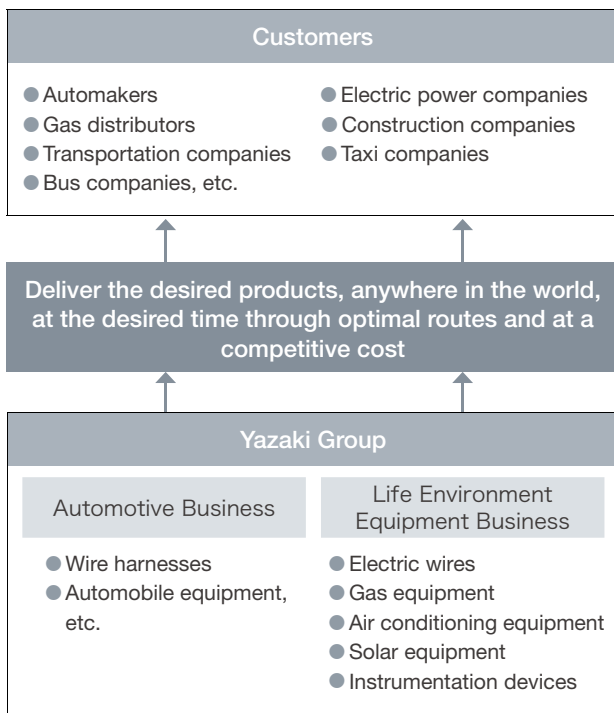 Customers
● Automakers
● Gas distributors
● Transportation companies
● Bus companies, etc.
● Electric power companies
● Construction companies
● Taxi companies
Deliver the desired products, anywhere in the world,
at the desired time through optimal routes and at a
competitive cost
Yazaki Group
Automotive Business
● Wire harnesses
● Automobile equipment,
etc.
Life Environment
Equipment Business
● Electric wires
● Gas equipment
● Air conditioning equipment
● Solar equipment
● Instrumentation devices